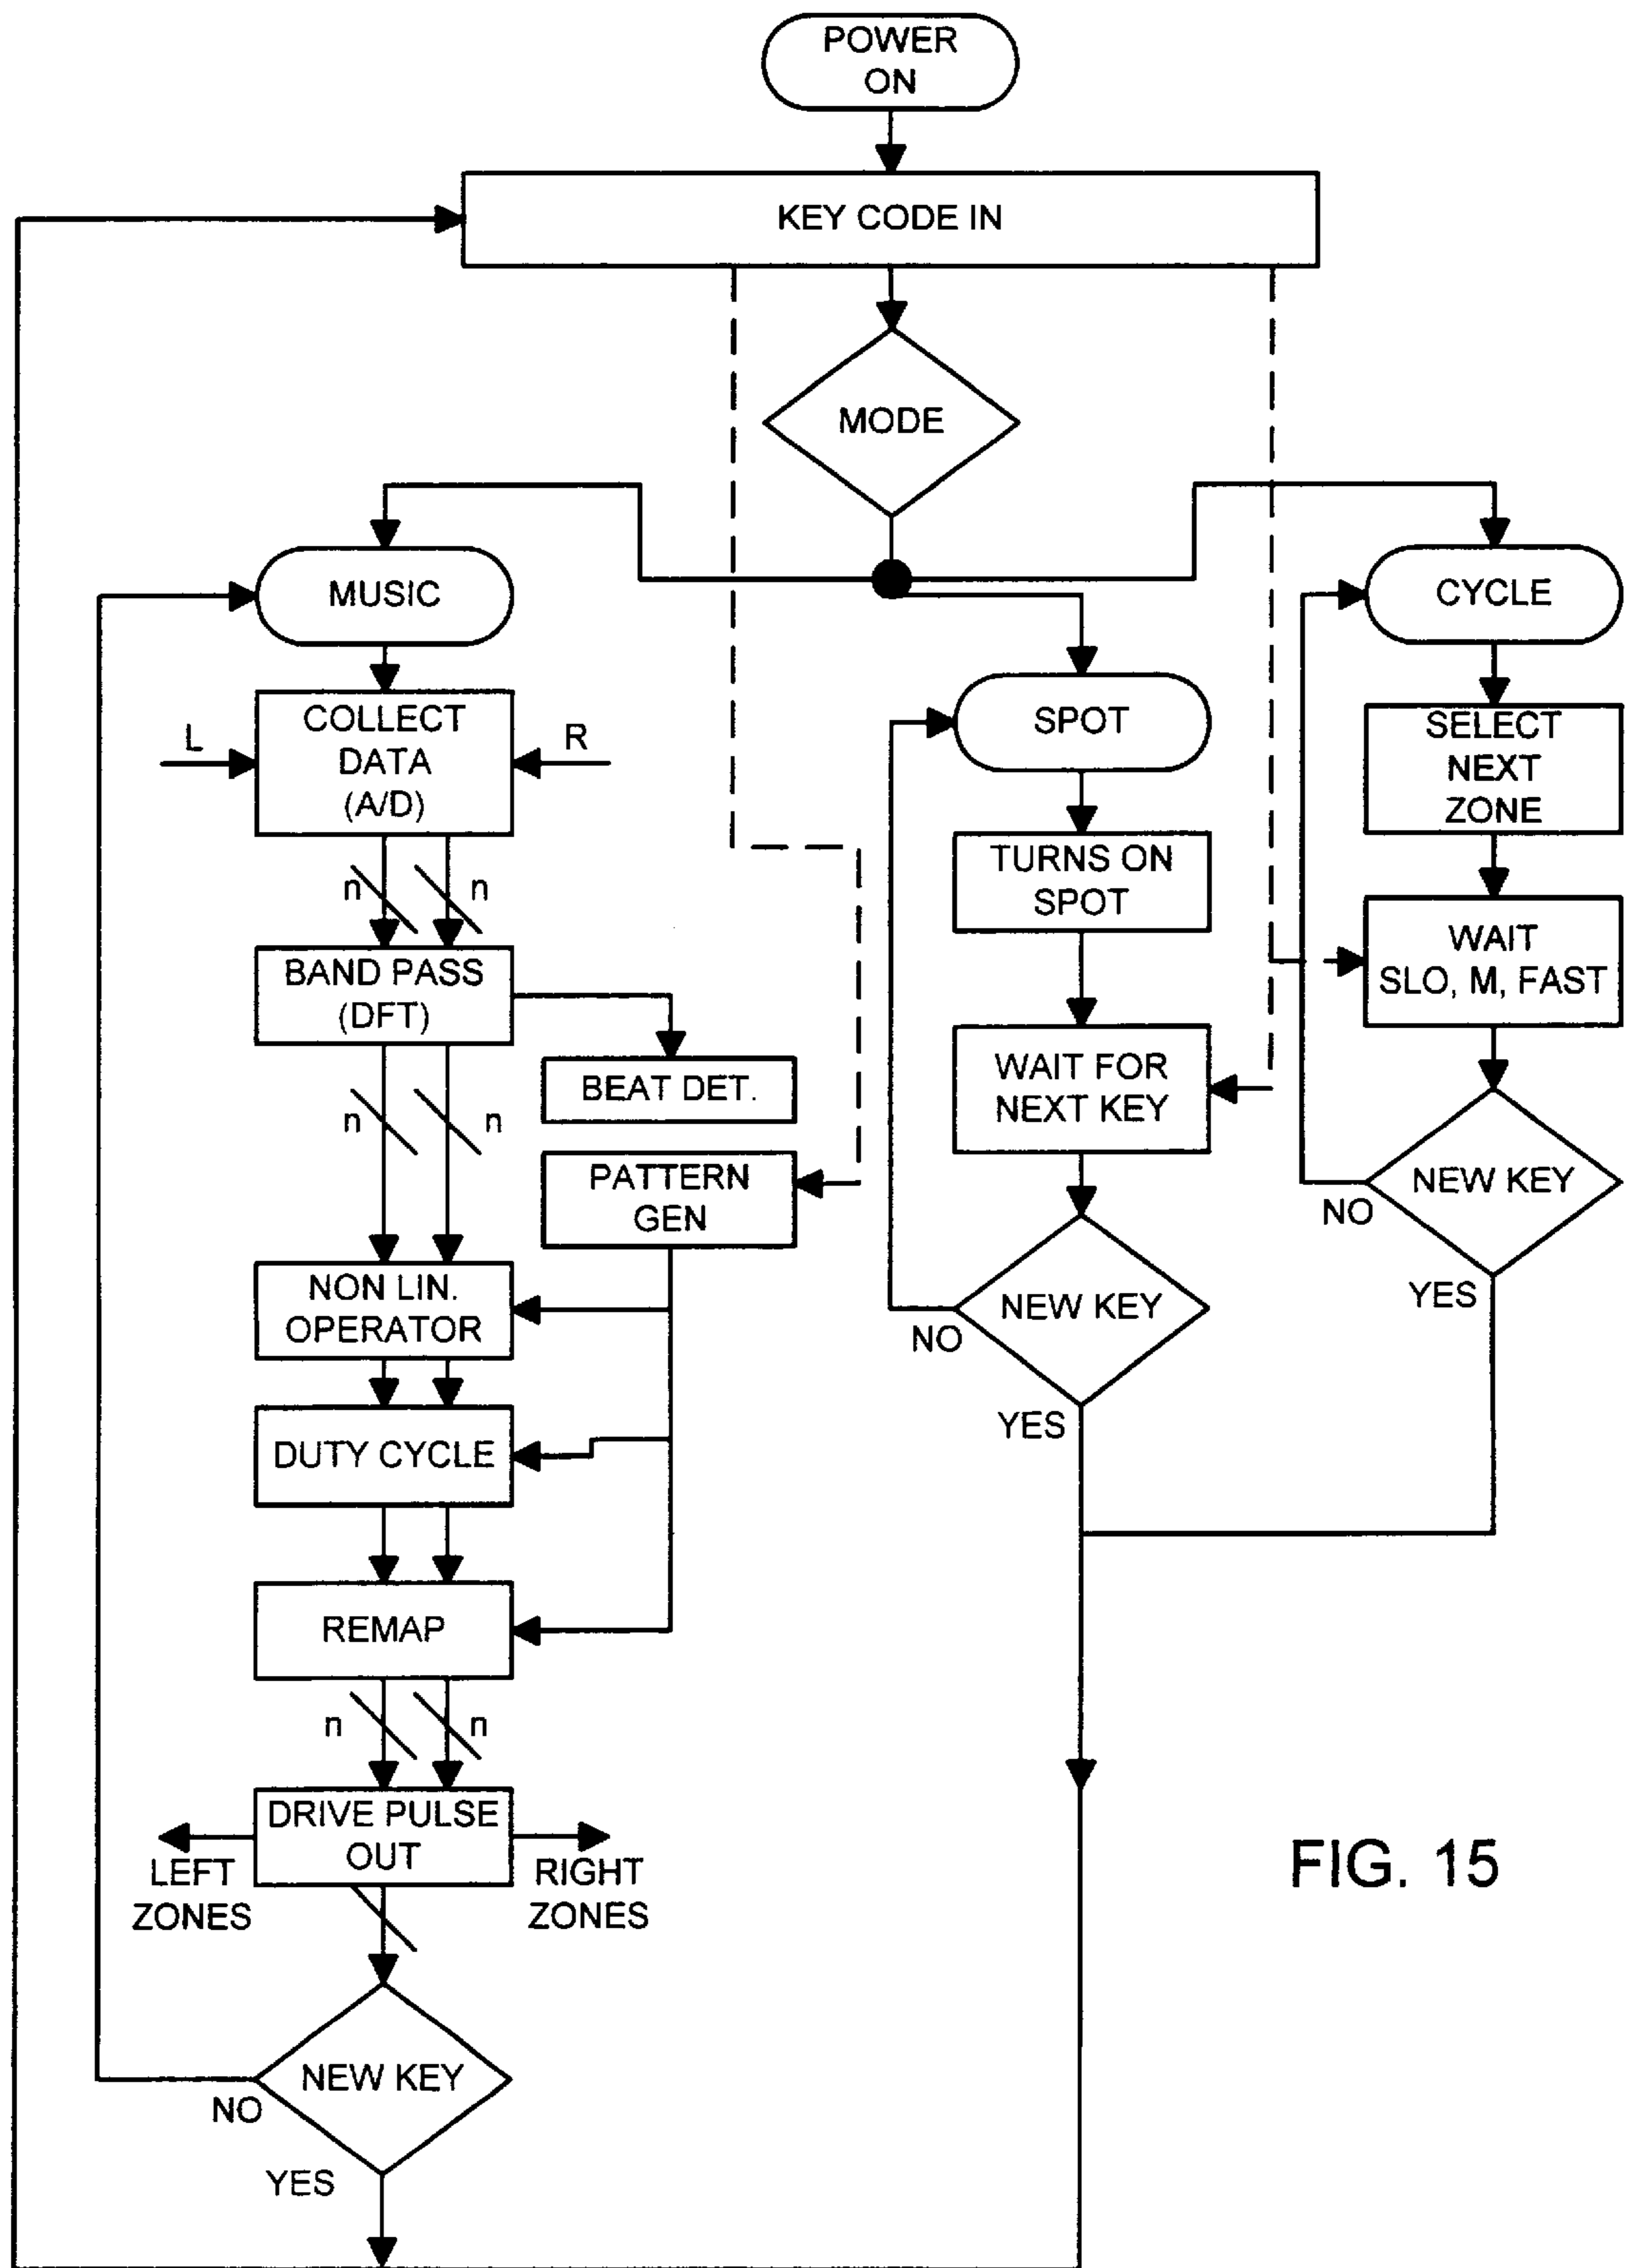 POWER
ON
KEY CODE IN
MODE
MUSIC
CYCLE
SPOT
COLLECT
DATA
(A/D)
L
R
SELECT
NEXT
ZONE
TURNS ON
SPOT
n
n
WAIT
SLO, M, FAST
BAND PASS
(DFT)
BEAT DET.
WAIT FOR
NEXT KEY
n
n
PATTERN
GEN
NEW KEY
NO
YES
NON LIN.
OPERATOR
NEW KEY
NO
YES
DUTY CYCLE
REMAP
n
n
DRIVE PULSE
OUT
LEFT
ZONES
RIGHT
ZONES
FIG. 15
NEW KEY
NO
YES